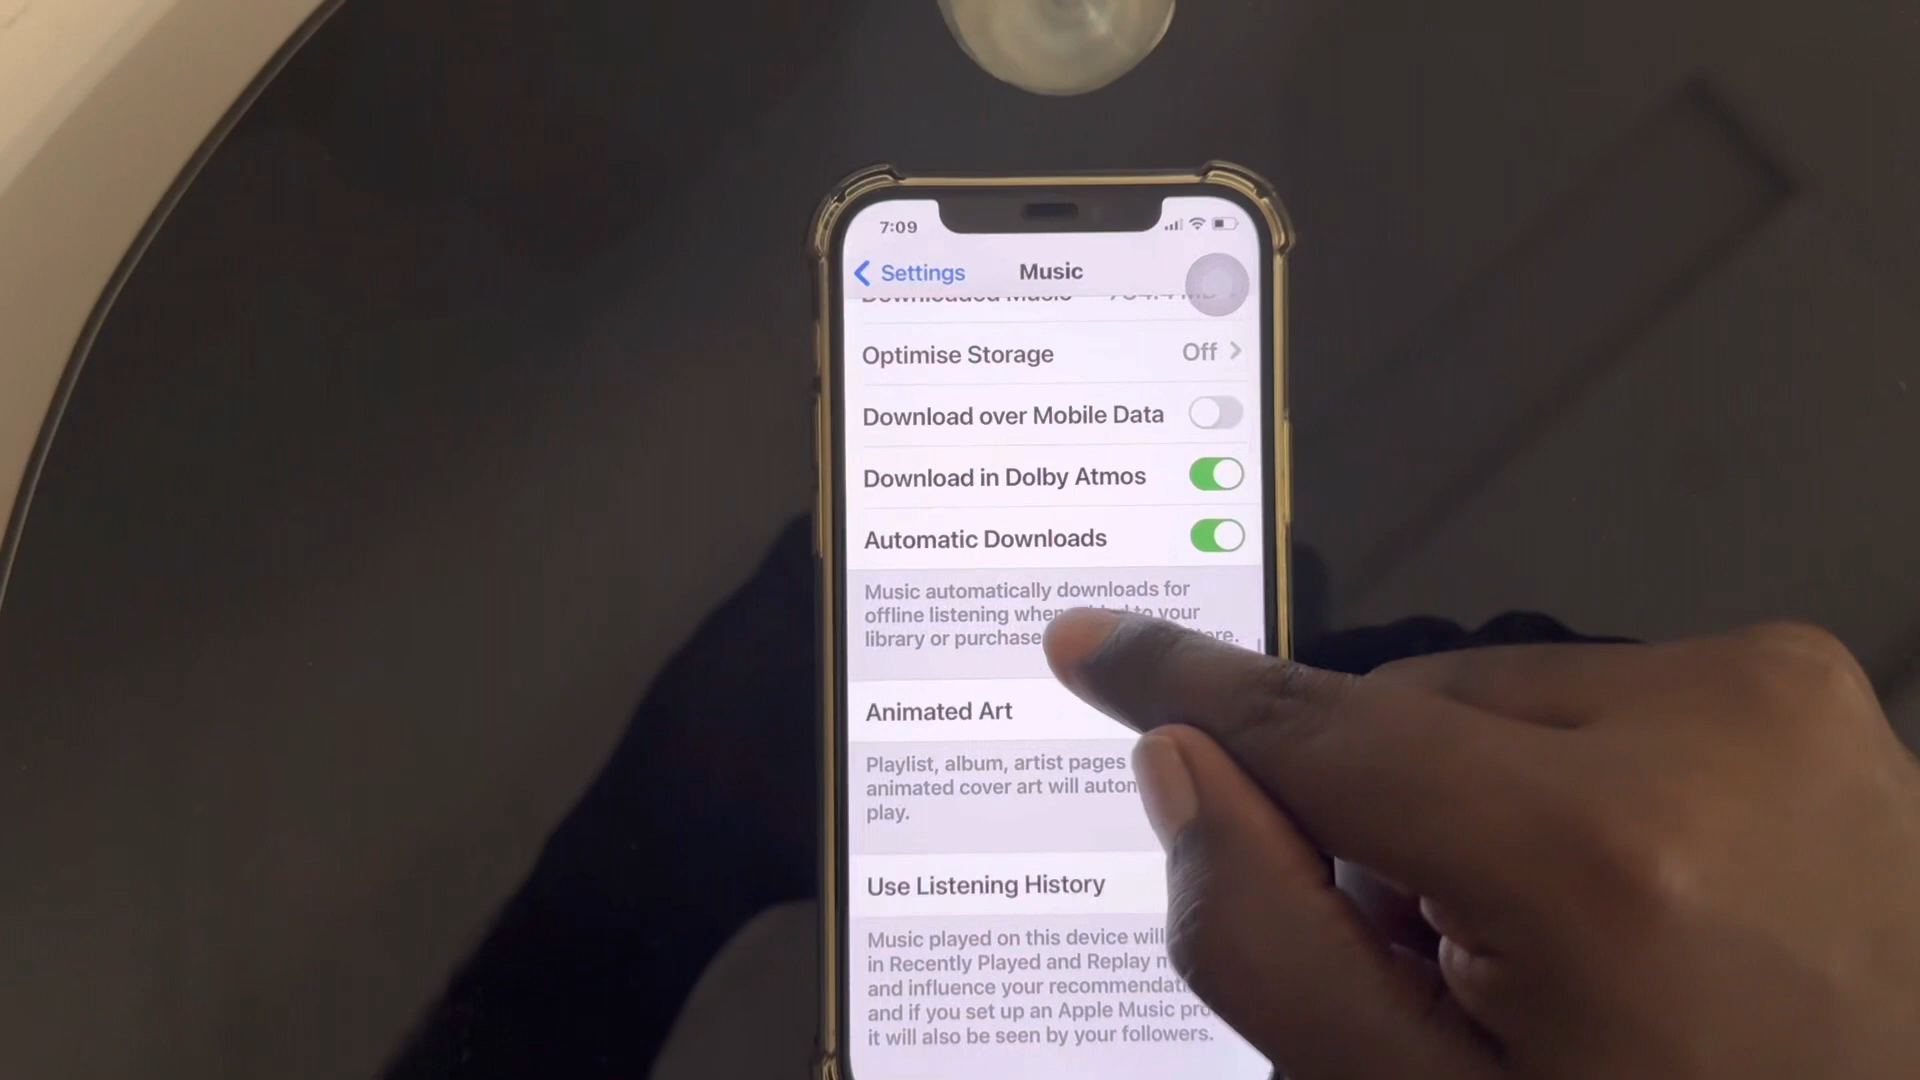 7:09
Settings
Music
Downloaded Music
Optimise Storage
Off
Download over Mobile Data
Download in Dolby Atmos
Automatic Downloads
Music automatically downloads for
offline listening when to your
library or purchase
Animated Art
Playlist, album, artist pages
animated cover art will
play.
Use Listening History
Music played on this device will
in Recently Played and Replay
and influence your
and if you set up an Apple Music
it will also be seen by your followers.